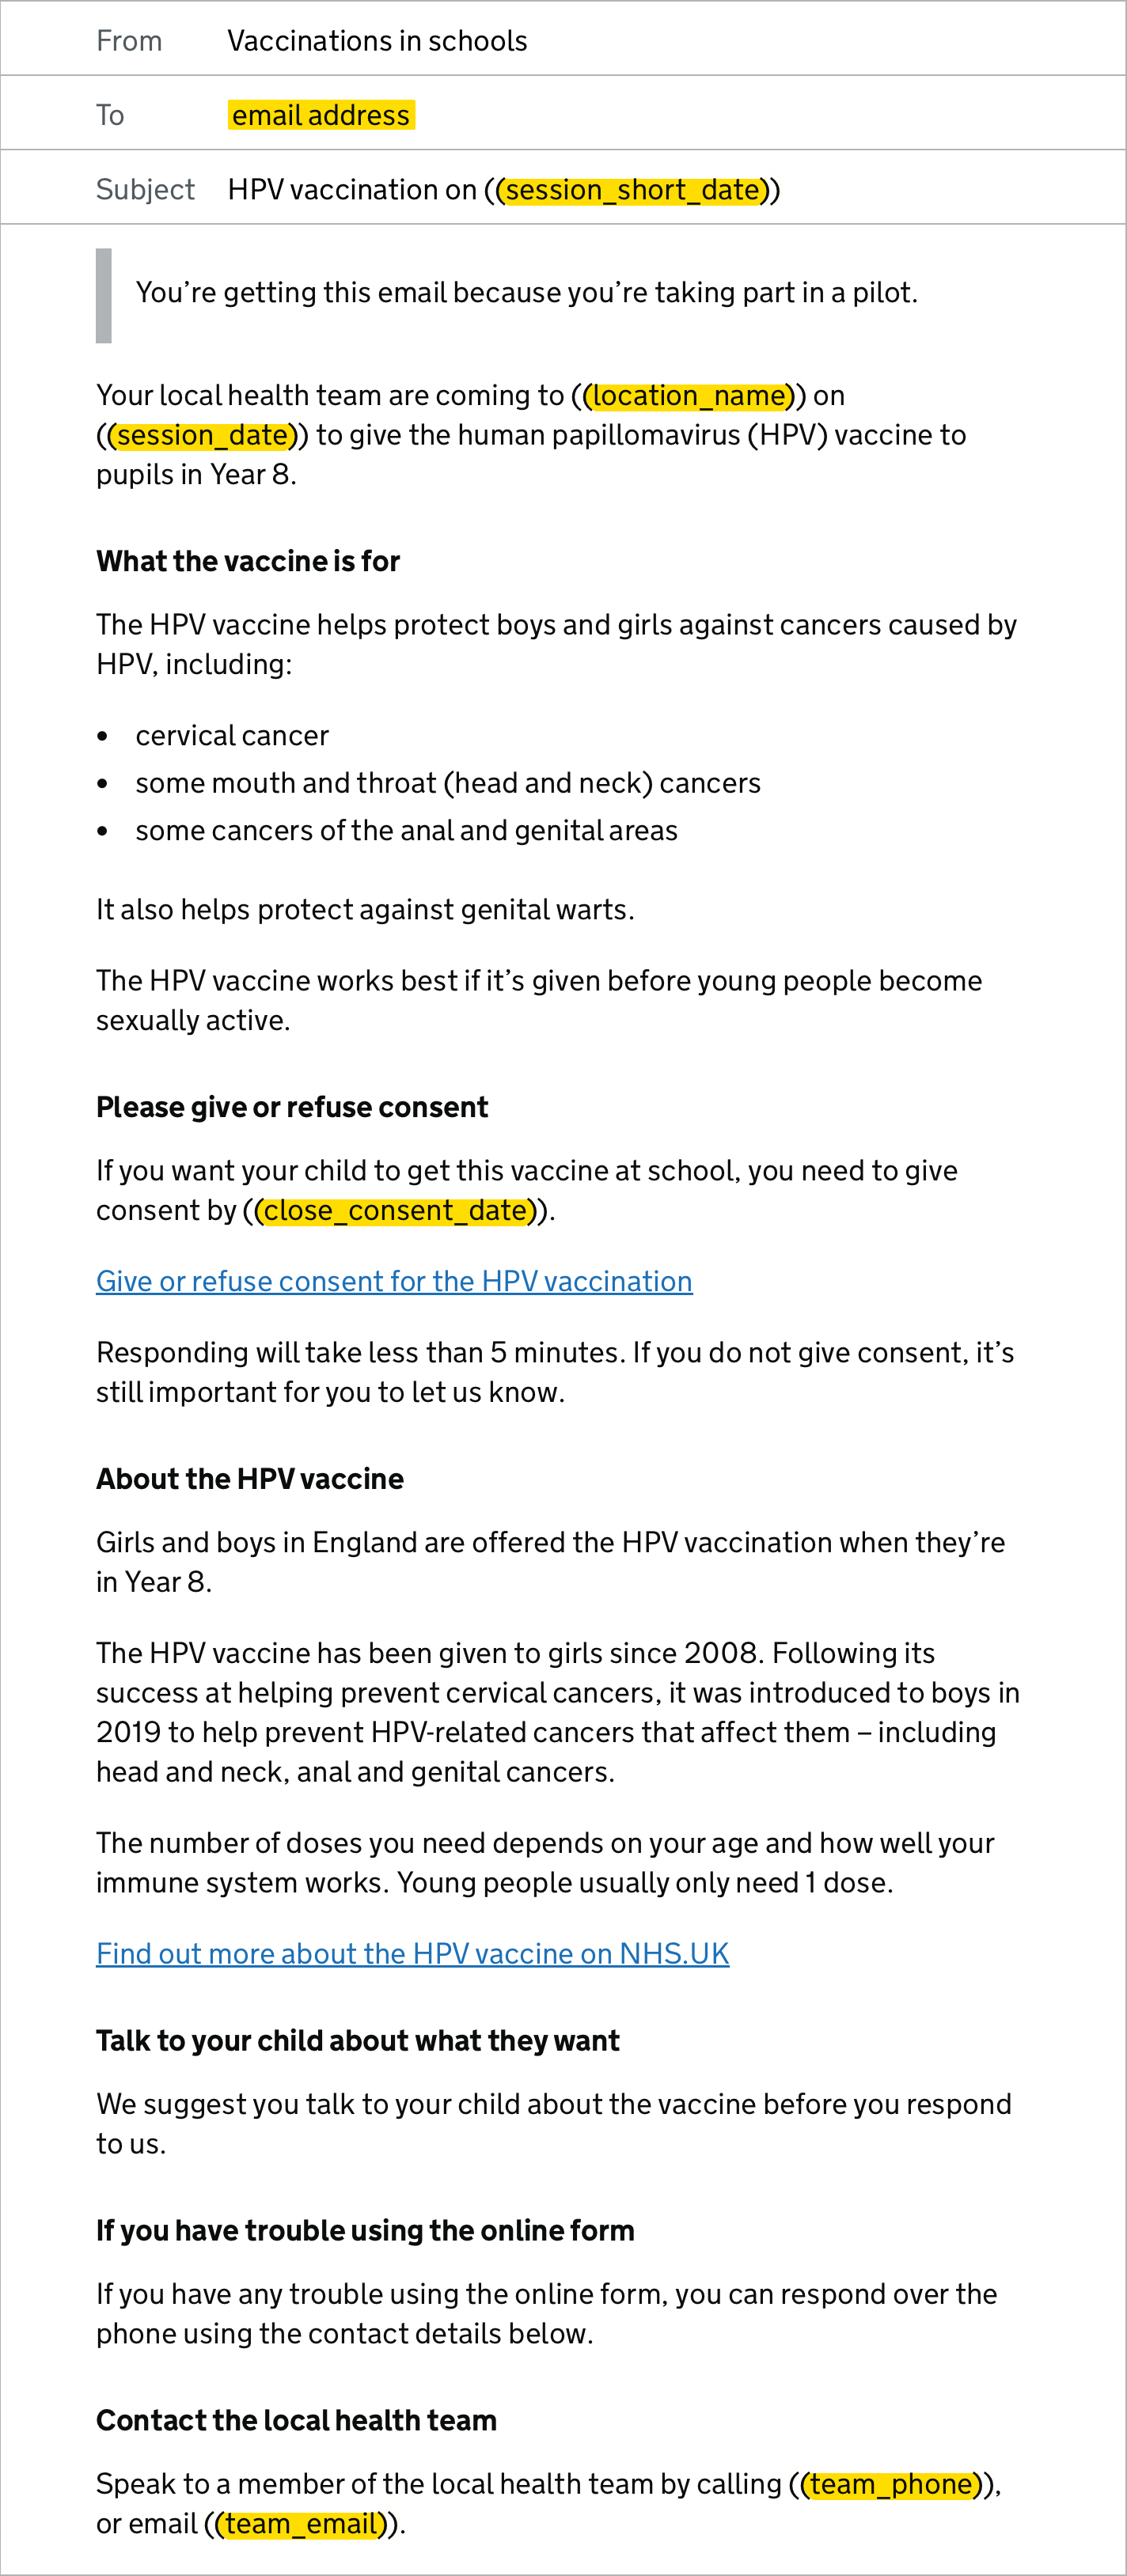 From Vaccinations in schools
To email address
Subject HPV vaccination on ((session_short_date))
You’re getting this email because you’re taking part in a pilot.
Your local health team are coming to ((location_name)) on
((session_date)) to give the human papillomavirus (HPV) vaccine to
pupils in Year 8.
What the vaccine is for
The HPV vaccine helps protect boys and girls against cancers caused by
HPV, including:
• cervical cancer
• some mouth and throat (head and neck) cancers
• some cancers of the anal and genital areas
It also helps protect against genital warts.
The HPV vaccine works best if it’s given before young people become
sexually active.
Please give or refuse consent
If you want your child to get this vaccine at school, you need to give
consent by ((close_consent_date)).
Give or refuse consent for the HPV vaccination
Responding will take less than 5 minutes. If you do not give consent, it’s
still important for you to let us know.
About the HPV vaccine
Girls and boys in England are offered the HPV vaccination when they’re
in Year 8.
The HPV vaccine has been given to girls since 2008. Following its
success at helping prevent cervical cancers, it was introduced to boys in
2019 to help prevent HPV-related cancers that affect them – including
head and neck, anal and genital cancers.
The number of doses you need depends on your age and how well your
immune system works. Young people usually only need 1 dose.
Find out more about the HPV vaccine on NHS.UK
Talk to your child about what they want
We suggest you talk to your child about the vaccine before you respond
to us.
If you have trouble using the online form
If you have any trouble using the online form, you can respond over the
phone using the contact details below.
Contact the local health team
Speak to a member of the local health team by calling ((team_phone)),
or email ((team_email)).